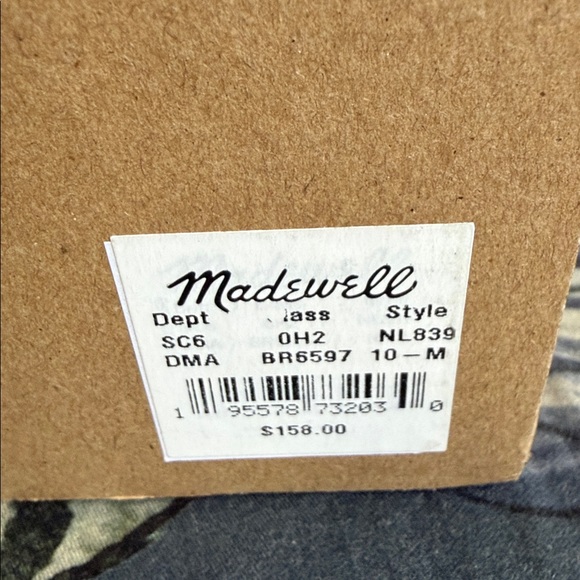 Madewell
Dept lass Style
SC6 0H2 NL839
DMA BR6597 10-M
1 95578 73203 0
$158.00